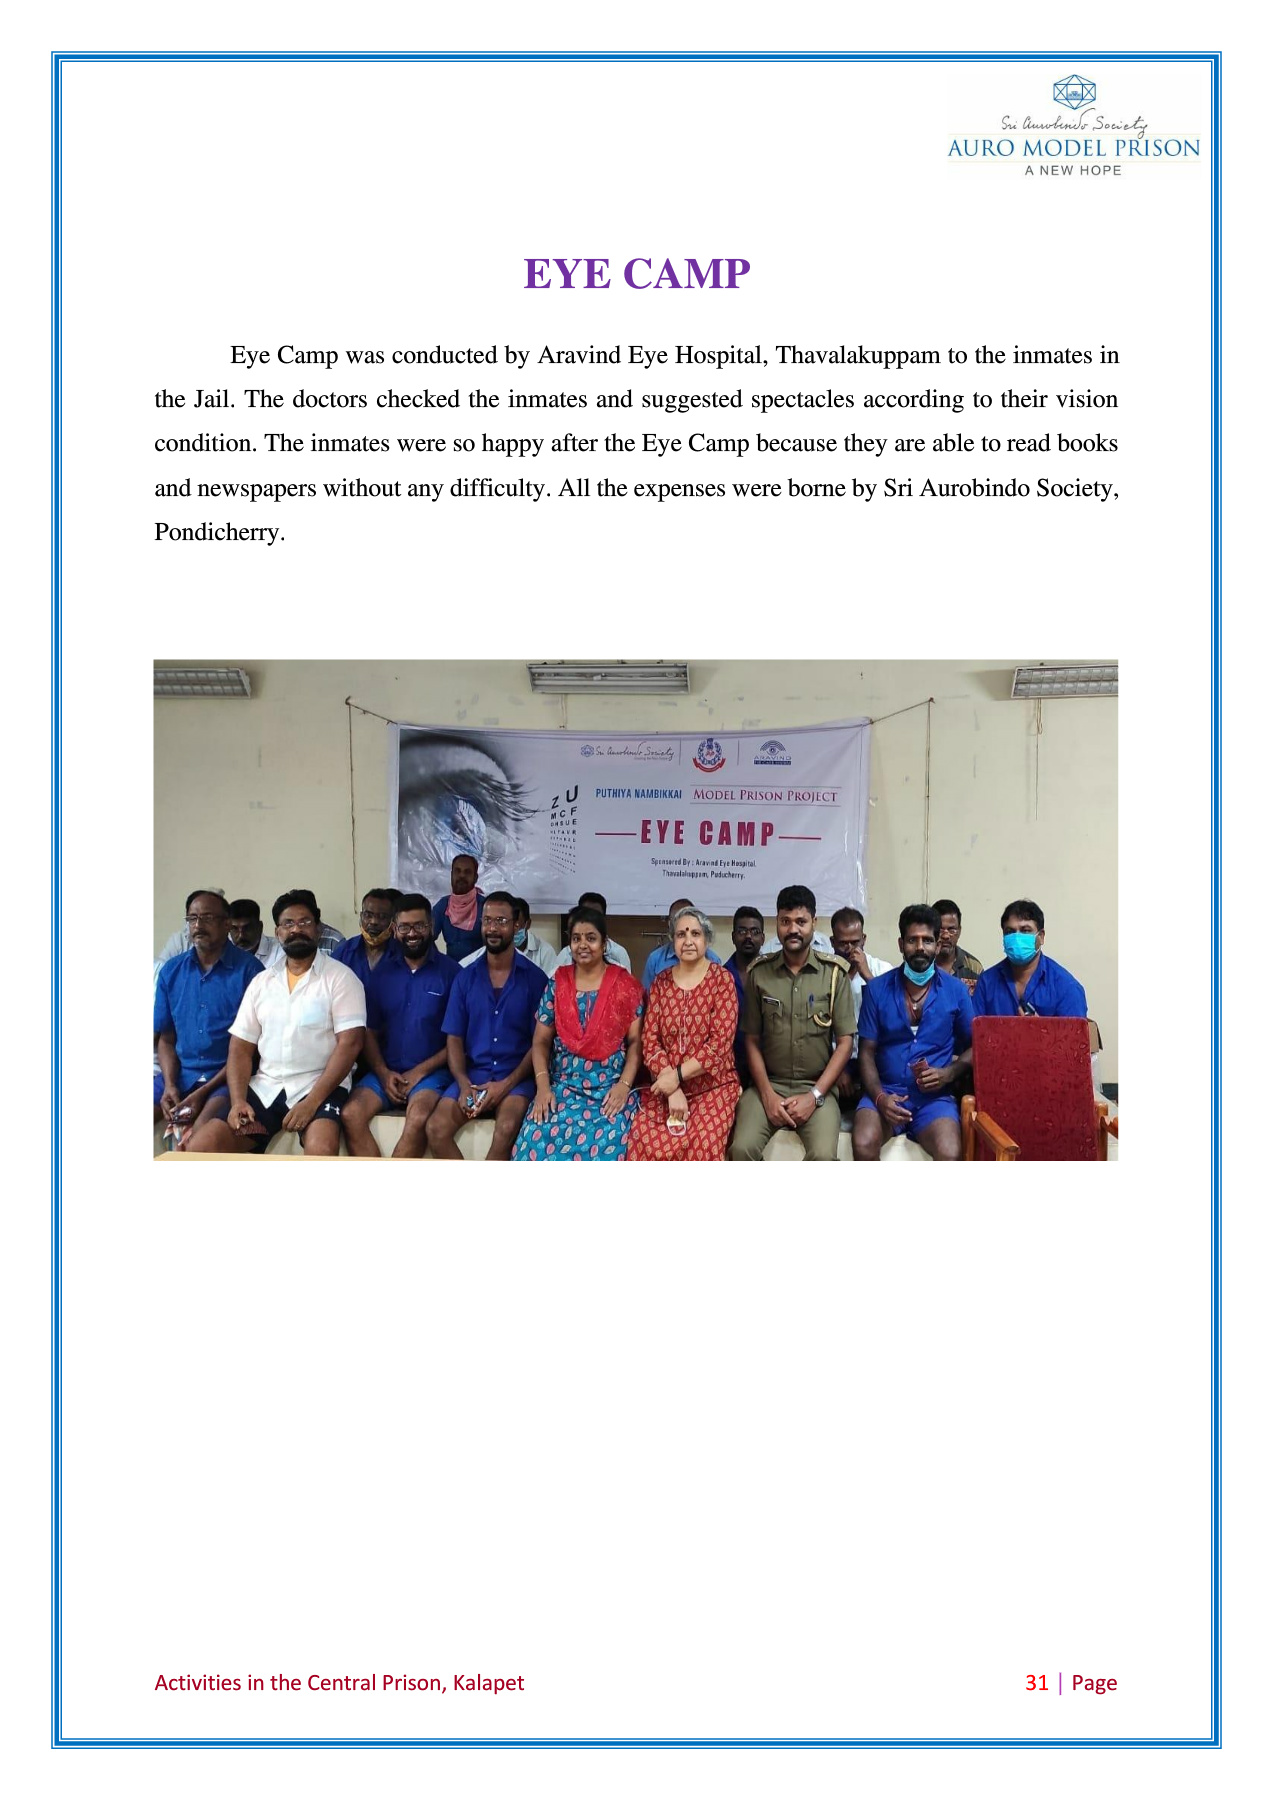 Sri Aurobindo Society
AURO MODEL PRISON
A NEW HOPE
EYE CAMP
Eye Camp was conducted by Aravind Eye Hospital, Thavalakuppam to the inmates in
the Jail. The doctors checked the inmates and suggested spectacles according to their vision
condition. The inmates were so happy after the Eye Camp because they are able to read books
and newspapers without any difficulty. All the expenses were borne by Sri Aurobindo Society,
Pondicherry.
Sri Aurobindo Society
ARAVIND
PUTHIYA NAMBIKKAI MODEL PRISON PROJECT
Z U
M C F
EYE CAMP
Sponsored By : Aravind Eye Hospital,
Thavalakuppam, Puducherry.
Activities in the Central Prison, Kalapet
31 | Page